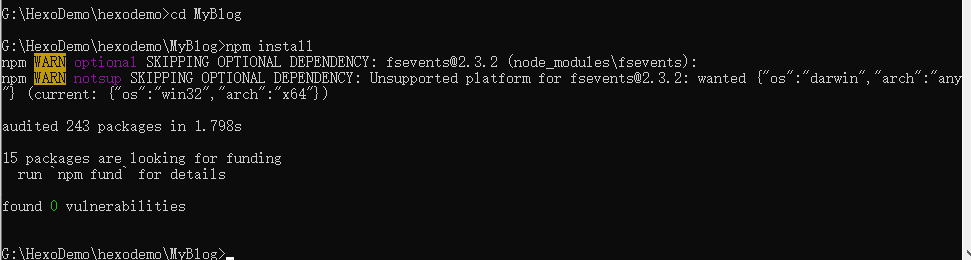 G:\HexoDemo\hexodemo>cd MyBlog
G:\HexoDemo\hexodemo\MyBlog>npm install
npm WARN optional SKIPPING OPTIONAL DEPENDENCY: fsevents@2.3.2 (node_modules\fsevents):
npm WARN notsup SKIPPING OPTIONAL DEPENDENCY: Unsupported platform for fsevents@2.3.2: wanted {"os":"darwin","arch":"any
"} (current: {"os":"win32","arch":"x64"})
audited 243 packages in 1.798s
15 packages are looking for funding
  run `npm fund` for details
found 0 vulnerabilities
G:\HexoDemo\hexodemo\MyBlog>